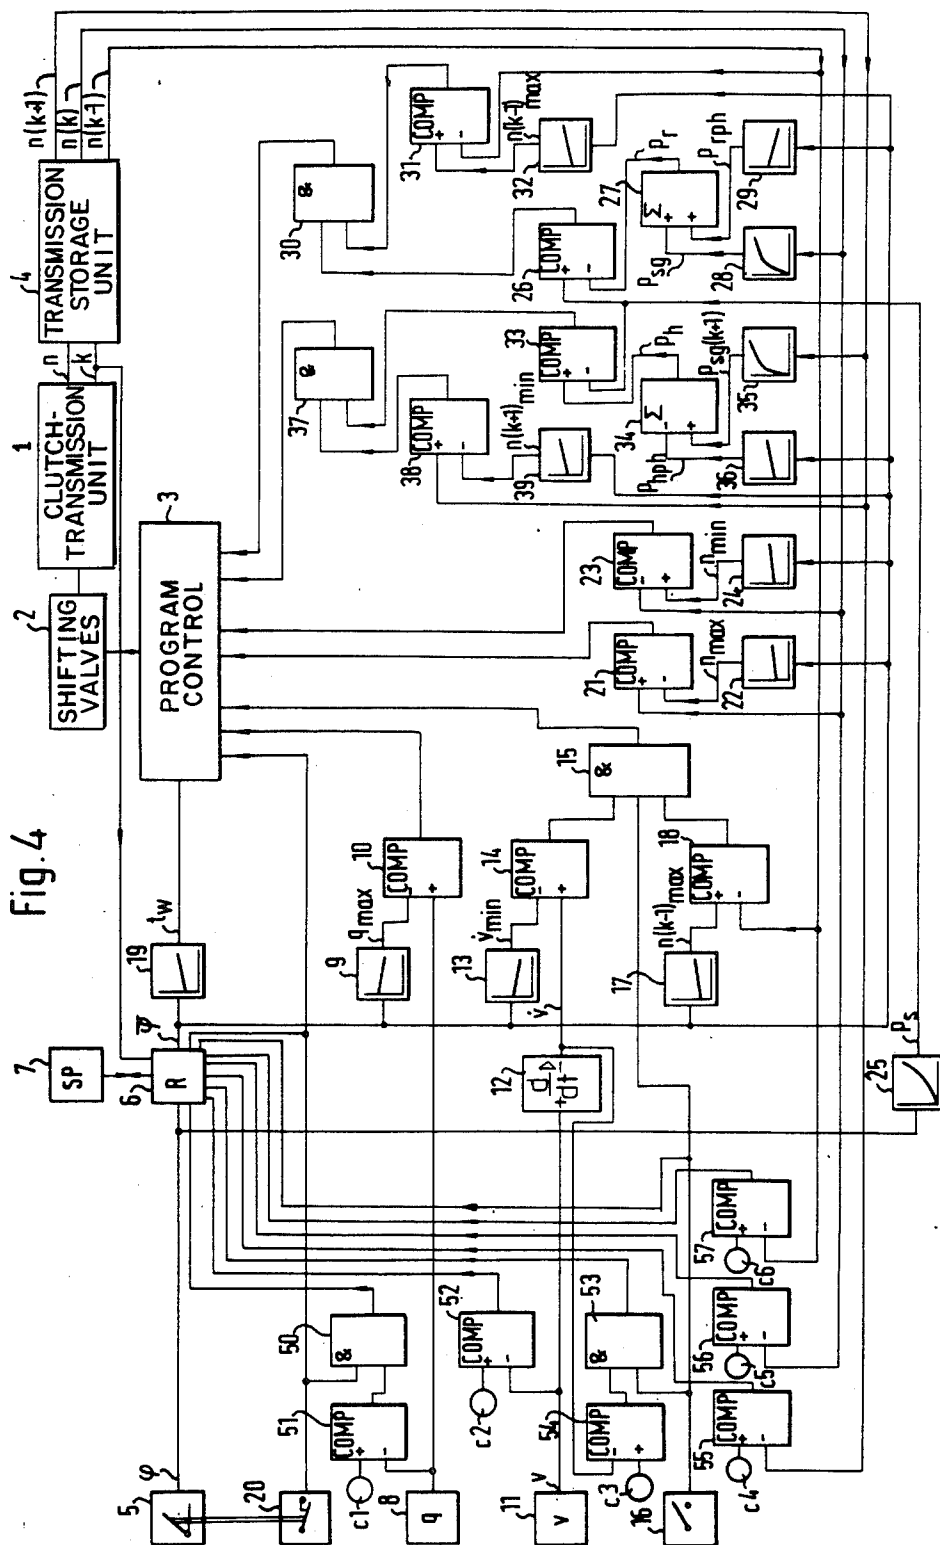 Fig. 4
5
φ
20
c1
8
q
51
COMP
+
-
50
&
c2
52
COMP
+
-
11
v
v
c3
54
COMP
-
+
53
&
16
c4
55
COMP
+
-
c5
56
COMP
+
-
c6
57
COMP
+
-
7
SP
6
R
φ̄
19
tw
12
d
dt
+
-
v̇
9
qmax
10
COMP
-
+
13
v̇min
14
COMP
-
+
17
n(k-1)max
18
COMP
+
-
15
&
25
Ps
2
SHIFTING
VALVES
1
CLUTCH-
TRANSMISSION
UNIT
n
k
4
TRANSMISSION
STORAGE
UNIT
n(k+1)
n(k)
n(k-1)
3
PROGRAM
CONTROL
21
COMP
+
-
nmax
22
23
COMP
-
+
nmin
24
37
&
38
COMP
+
-
n(k+1)min
39
33
COMP
+
-
Ph
34
Σ
-
+
Phph
Psg(k+1)
36
35
30
&
31
COMP
+
-
n(k-1)max
32
26
COMP
+
-
Pr
27
Σ
+
+
Psg
Prph
28
29